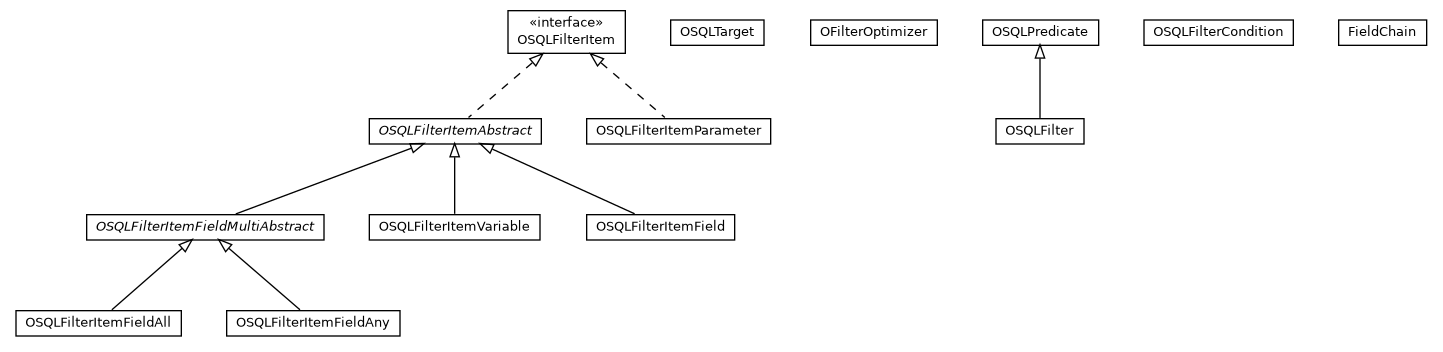 «interface»
OSQLFilterItem
OSQLTarget
OFilterOptimizer
OSQLPredicate
OSQLFilterCondition
FieldChain
OSQLFilterItemAbstract
OSQLFilterItemParameter
OSQLFilter
OSQLFilterItemFieldMultiAbstract
OSQLFilterItemVariable
OSQLFilterItemField
OSQLFilterItemFieldAll
OSQLFilterItemFieldAny